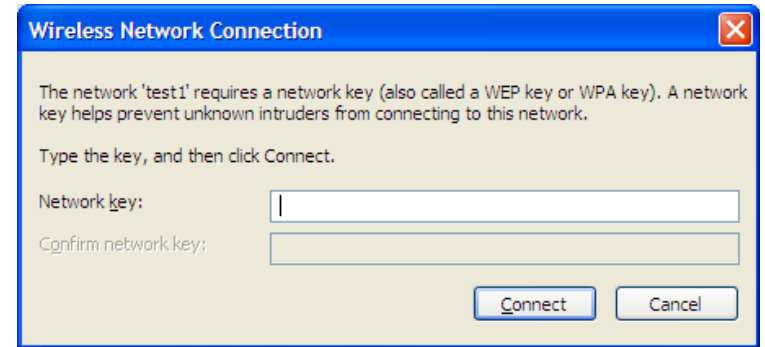 Wireless Network Connection
The network 'test1' requires a network key (also called a WEP key or WPA key). A network
key helps prevent unknown intruders from connecting to this network.
Type the key, and then click Connect.
Network key:
Confirm network key:
Connect Cancel